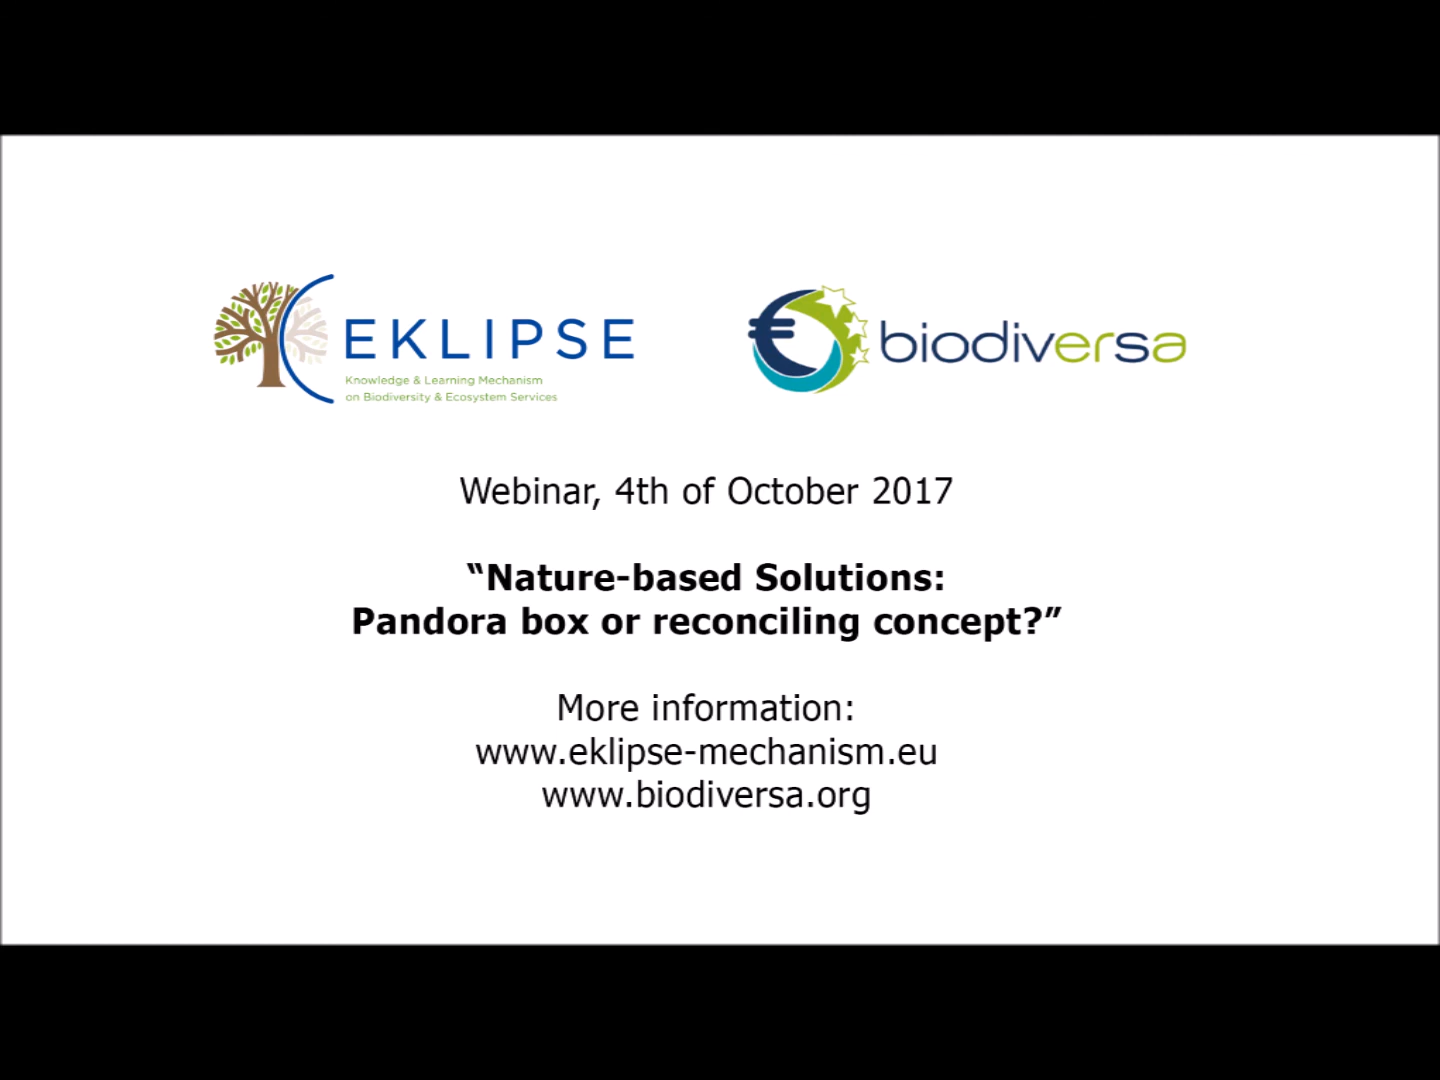 EKLIPSE
Knowledge & Learning Mechanism
on Biodiversity & Ecosystem Services
biodiversa
Webinar, 4th of October 2017
“Nature-based Solutions:
Pandora box or reconciling concept?”
More information:
www.eklipse-mechanism.eu
www.biodiversa.org